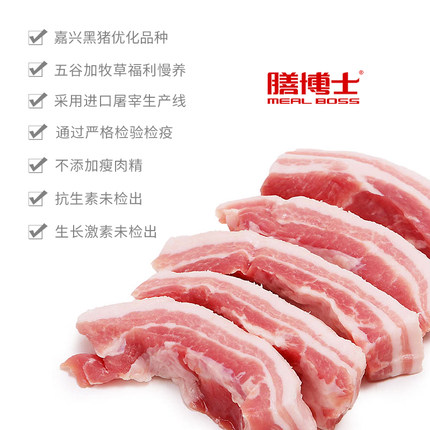 嘉兴黑猪优化品种
五谷加牧草福利慢养
采用进口屠宰生产线
通过严格检验检疫
不添加瘦肉精
抗生素未检出
生长激素未检出
膳博士®
MEAL BOSS